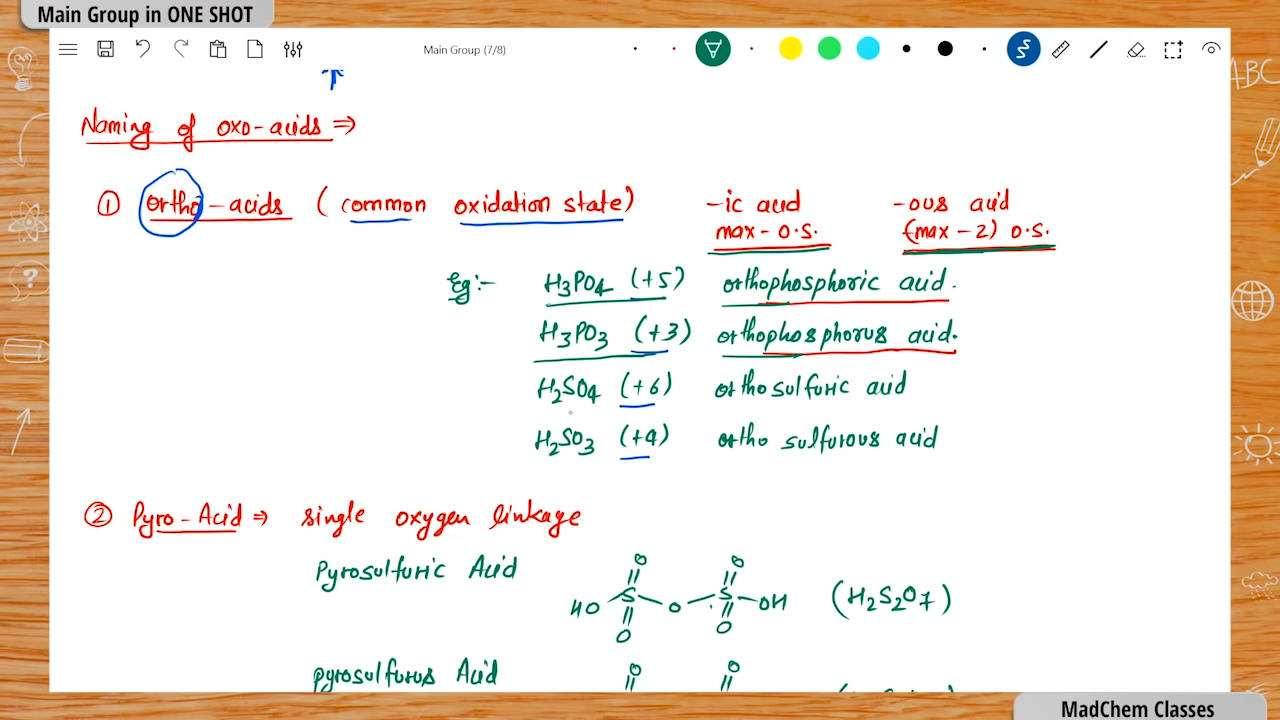 Main Group in ONE SHOT
Main Group (7/8)
ABC
Naming of oxo-acids ⇒
① ortho-acids (common oxidation state) -ic acid -ous acid
max - O.S. (max - 2) O.S.
Eg:- H3PO4 (+5) orthophosphoric acid.
H3PO3 (+3) orthophosphorus acid.
H2SO4 (+6) orthosulfuric acid
H2SO3 (+4) ortho sulfurous acid
② Pyro-Acid ⇒ single oxygen linkage
Pyrosulfuric Acid
O O
HO S O S OH (H2S2O7)
O O
pyrosulfurus Acid
O O
MadChem Classes